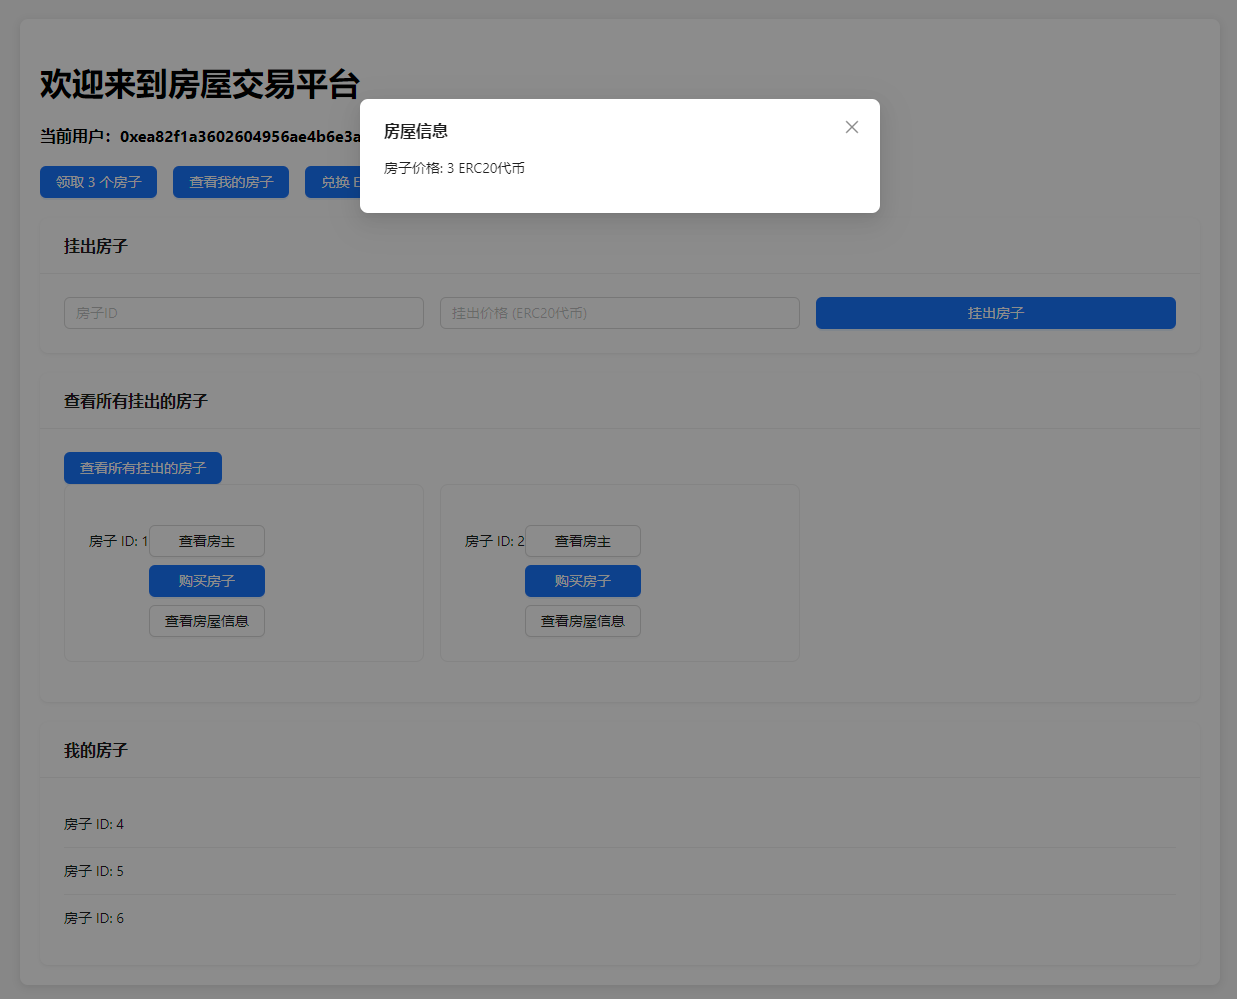 欢迎来到房屋交易平台
当前用户：0xea82f1a3602604956ae4b6e3a
领取 3 个房子
查看我的房子
兑换 E
房屋信息
房子价格: 3 ERC20代币
挂出房子
房子ID
挂出价格 (ERC20代币)
挂出房子
查看所有挂出的房子
查看所有挂出的房子
房子 ID: 1
查看房主
购买房子
查看房屋信息
房子 ID: 2
查看房主
购买房子
查看房屋信息
我的房子
房子 ID: 4
房子 ID: 5
房子 ID: 6